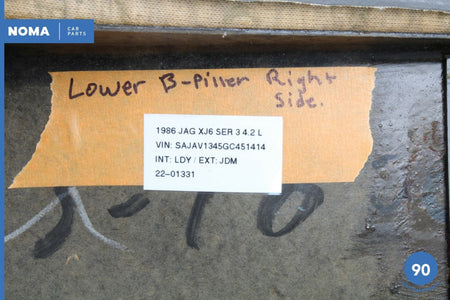 NOMA CAR PARTS
Lower B-Piller Right
Side.
1986 JAG XJ6 SER 3 4.2 L
VIN: SAJAV1345GC451414
INT: LDY / EXT: JDM
22-01331
90